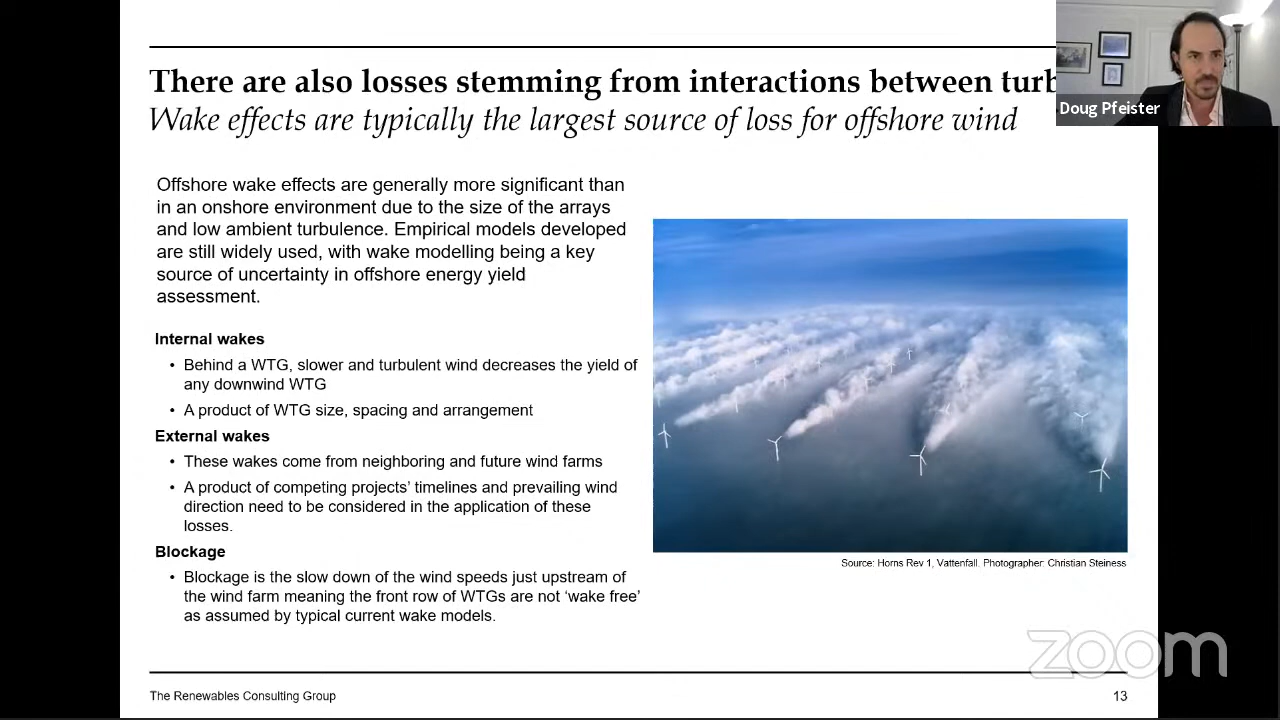 There are also losses stemming from interactions between turb
Wake effects are typically the largest source of loss for offshore wind
Doug Pfeister
Offshore wake effects are generally more significant than
in an onshore environment due to the size of the arrays
and low ambient turbulence. Empirical models developed
are still widely used, with wake modelling being a key
source of uncertainty in offshore energy yield
assessment.
Internal wakes
• Behind a WTG, slower and turbulent wind decreases the yield of
any downwind WTG
• A product of WTG size, spacing and arrangement
External wakes
• These wakes come from neighboring and future wind farms
• A product of competing projects’ timelines and prevailing wind
direction need to be considered in the application of these
losses.
Blockage
• Blockage is the slow down of the wind speeds just upstream of
the wind farm meaning the front row of WTGs are not ‘wake free’
as assumed by typical current wake models.
Source: Horns Rev 1, Vattenfall. Photographer: Christian Steiness
zoom
The Renewables Consulting Group
13